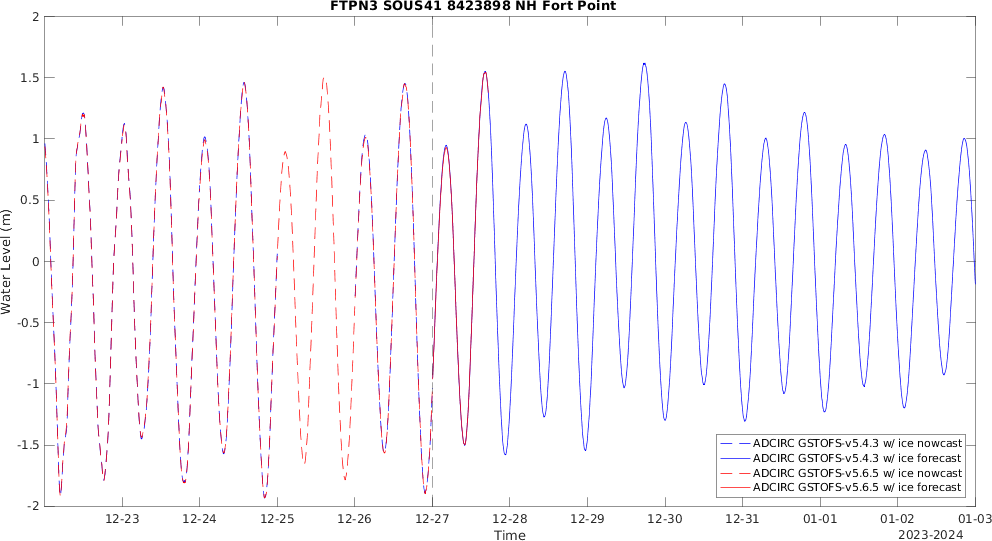 FTPN3 SOUS41 8423898 NH Fort Point
Water Level (m)
2
1.5
1
0.5
0
-0.5
-1
-1.5
-2
12-23 12-24 12-25 12-26 12-27 12-28 12-29 12-30 12-31 01-01 01-02 01-03
Time
2023-2024
ADCIRC GSTOFS-v5.4.3 w/ ice nowcast
ADCIRC GSTOFS-v5.4.3 w/ ice forecast
ADCIRC GSTOFS-v5.6.5 w/ ice nowcast
ADCIRC GSTOFS-v5.6.5 w/ ice forecast